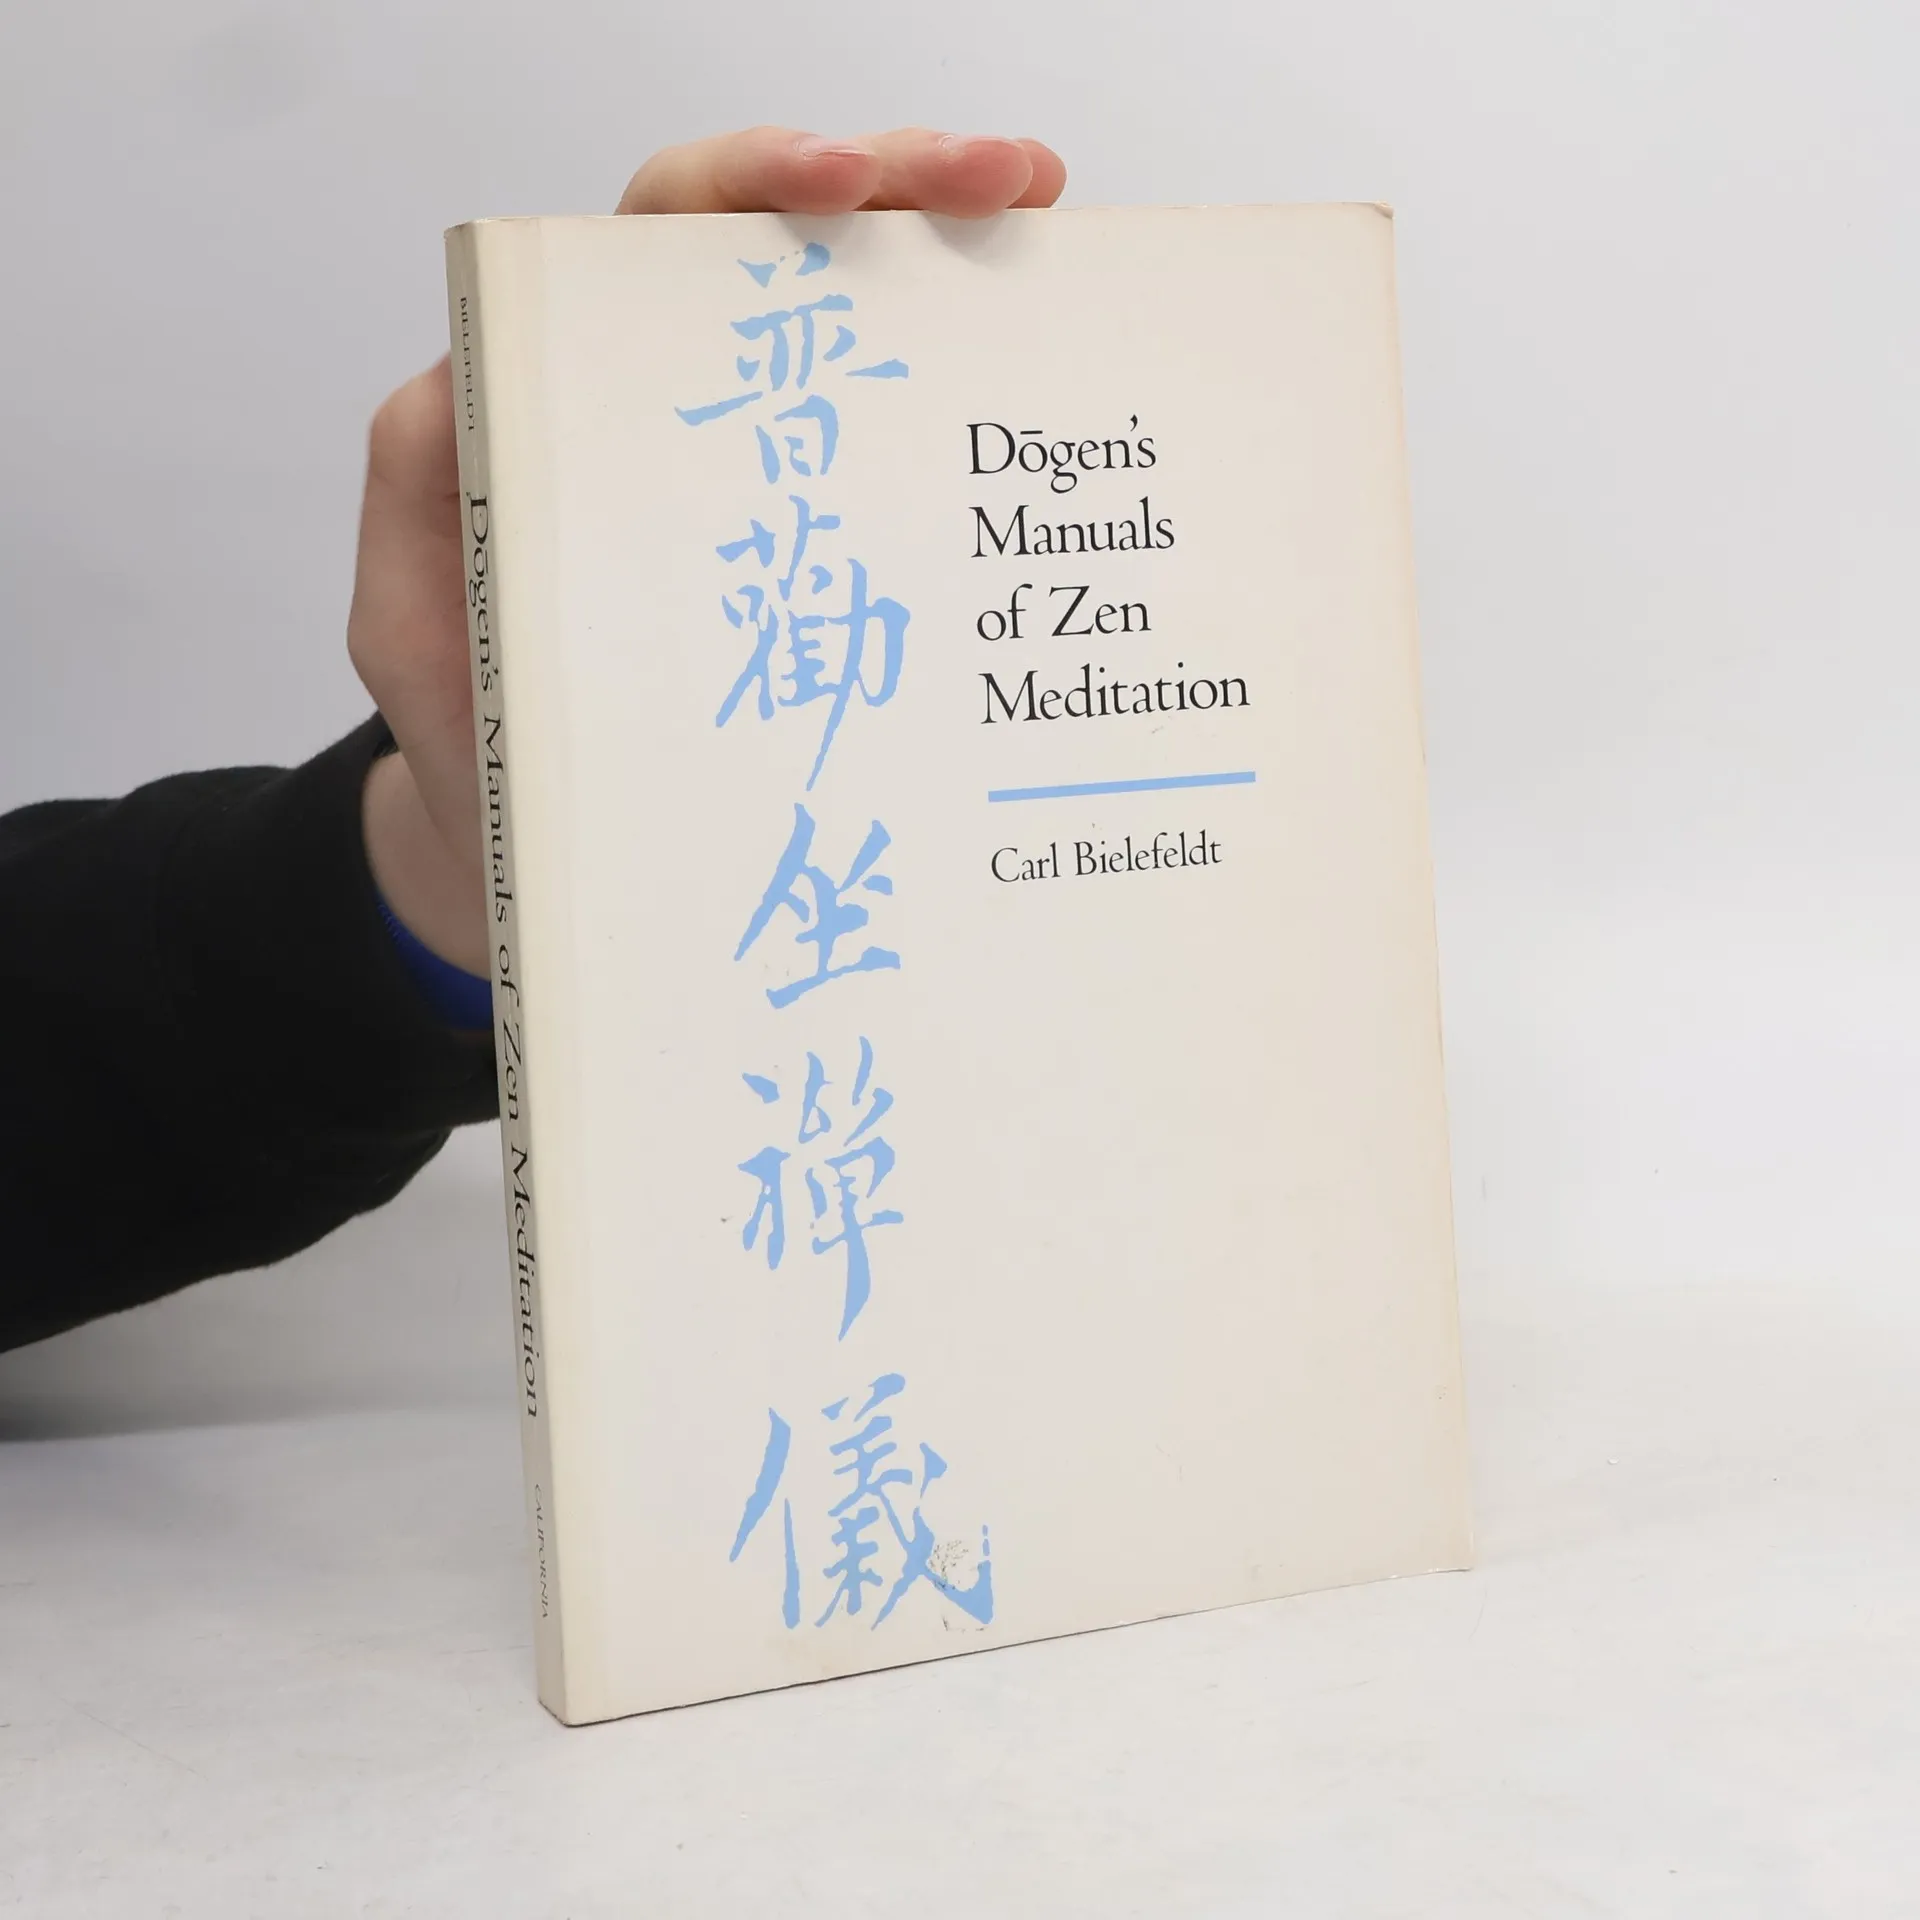 普勸坐禪儀
Dōgen's
Manuals
of Zen
Meditation
Carl Bielefeldt
BIELEFELDT
Dōgen's Manuals of Zen Meditation
CALIFORNIA